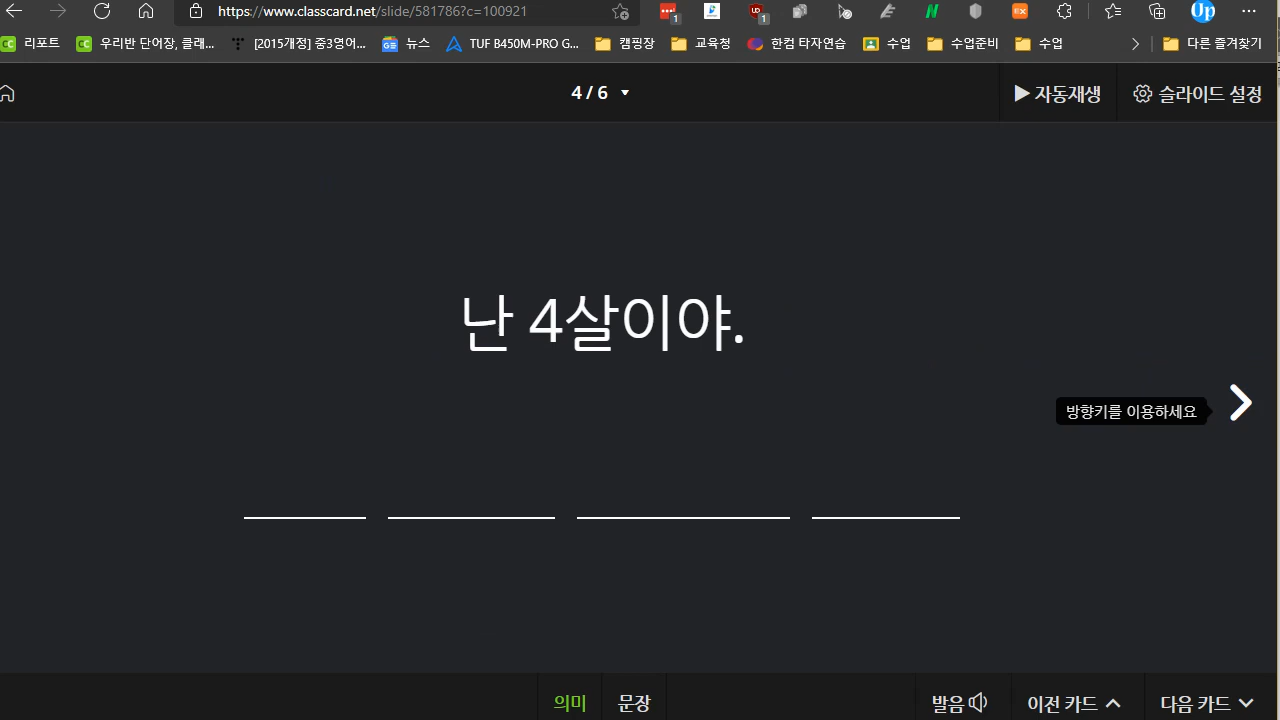 https://www.classcard.net/slide/581786?c=100921
리포트
우리반 단어장, 클래...
[2015개정] 중3영어...
뉴스
TUF B450M-PRO G...
캠핑장
교육청
한컴 타자연습
수업
수업준비
수업
다른 즐겨찾기
4 / 6
자동재생
슬라이드 설정
난 4살이야.
방향키를 이용하세요
의미
문장
발음
이전 카드
다음 카드